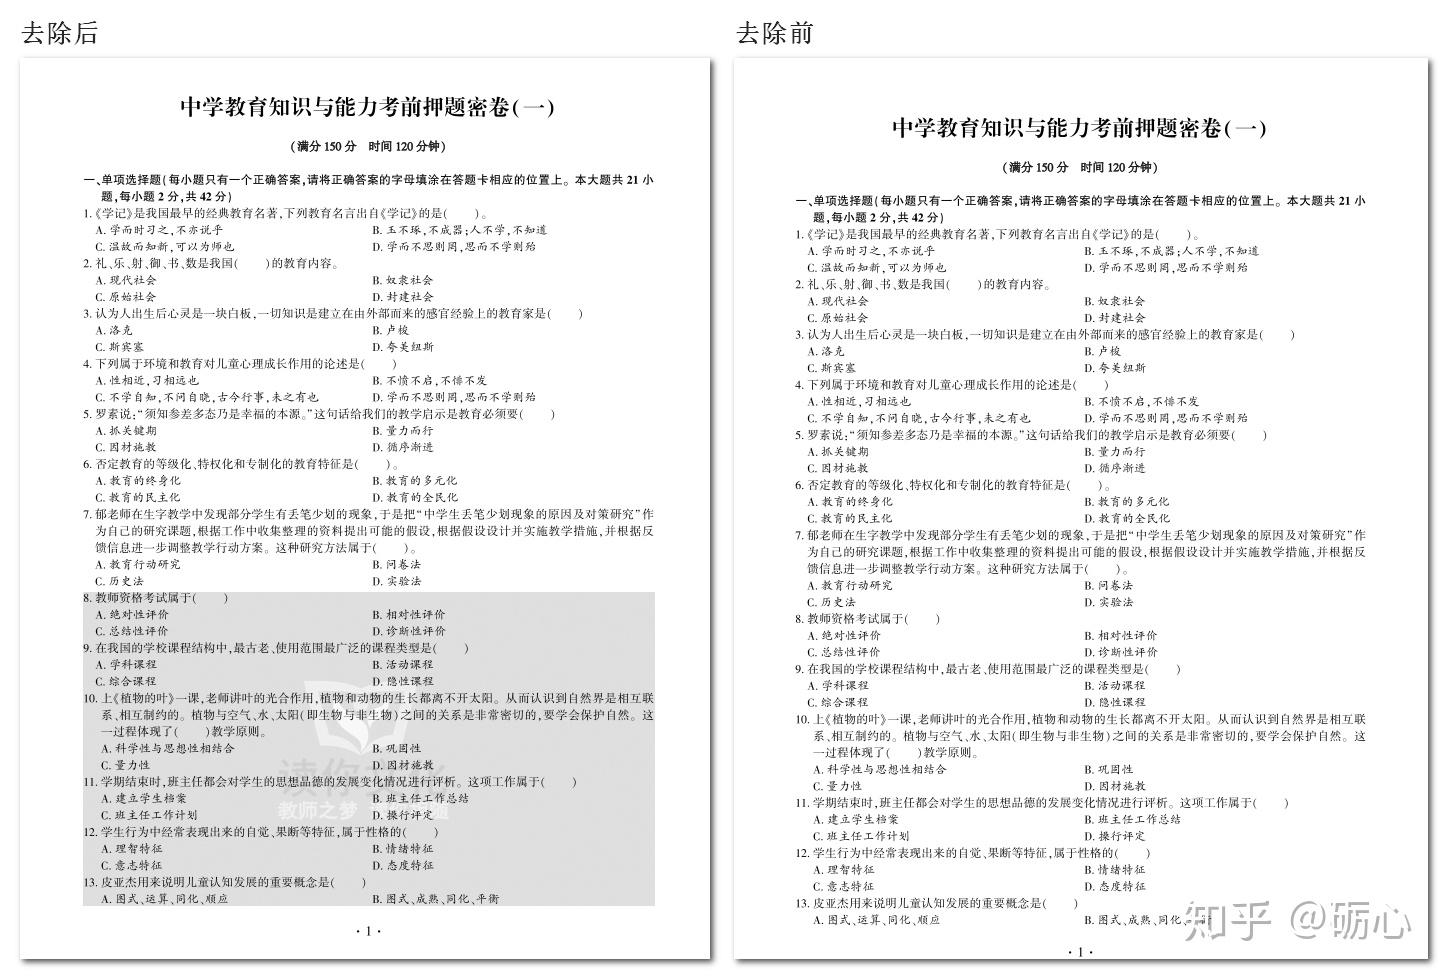 去除后
中学教育知识与能力考前押题密卷(一)
(满分 150 分 时间 120 分钟)
一、单项选择题(每小题只有一个正确答案,请将正确答案的字母填涂在答题卡相应的位置上。本大题共 21 小
题,每小题 2 分,共 42 分)
1.《学记》是我国最早的经典教育名著,下列教育名言出自《学记》的是( )。
A. 学而时习之,不亦说乎 B. 玉不琢,不成器;人不学,不知道
C. 温故而知新,可以为师也 D. 学而不思则罔,思而不学则殆
2. 礼、乐、射、御、书、数是我国( )的教育内容。
A. 现代社会 B. 奴隶社会
C. 原始社会 D. 封建社会
3. 认为人出生后心灵是一块白板,一切知识是建立在由外部而来的感官经验上的教育家是( )
A. 洛克 B. 卢梭
C. 斯宾塞 D. 夸美纽斯
4. 下列属于环境和教育对儿童心理成长作用的论述是( )
A. 性相近,习相远也 B. 不愤不启,不悱不发
C. 不学自知,不问自晓,古今行事,未之有也 D. 学而不思则罔,思而不学则殆
5. 罗素说:“须知参差多态乃是幸福的本源。”这句话给我们的教学启示是教育必须要( )
A. 抓关键期 B. 量力而行
C. 因材施教 D. 循序渐进
6. 否定教育的等级化、特权化和专制化的教育特征是( )。
A. 教育的终身化 B. 教育的多元化
C. 教育的民主化 D. 教育的全民化
7. 郁老师在生字教学中发现部分学生有丢笔少划的现象,于是把“中学生丢笔少划现象的原因及对策研究”作
为自己的研究课题,根据工作中收集整理的资料提出可能的假设,根据假设设计并实施教学措施,并根据反
馈信息进一步调整教学行动方案。这种研究方法属于( )。
A. 教育行动研究 B. 问卷法
C. 历史法 D. 实验法
8. 教师资格考试属于( )
A. 绝对性评价 B. 相对性评价
C. 总结性评价 D. 诊断性评价
9. 在我国的学校课程结构中,最古老、使用范围最广泛的课程类型是( )
A. 学科课程 B. 活动课程
C. 综合课程 D. 隐性课程
10. 上《植物的叶》一课,老师讲叶的光合作用,植物和动物的生长都离不开太阳。从而认识到自然界是相互联
系、相互制约的。植物与空气、水、太阳(即生物与非生物)之间的关系是非常密切的,要学会保护自然。这
一过程体现了( )教学原则。
A. 科学性与思想性相结合 B. 巩固性
C. 量力性 D. 因材施教
11. 学期结束时,班主任都会对学生的思想品德的发展变化情况进行评析。这项工作属于( )
A. 建立学生档案 B. 班主任工作总结
C. 班主任工作计划 D. 操行评定
12. 学生行为中经常表现出来的自觉、果断等特征,属于性格的( )
A. 理智特征 B. 情绪特征
C. 意志特征 D. 态度特征
13. 皮亚杰用来说明儿童认知发展的重要概念是( )
A. 图式、运算、同化、顺应 B. 图式、成熟、同化、平衡
读你
教师之梦
· 1 ·
去除前
中学教育知识与能力考前押题密卷(一)
(满分 150 分 时间 120 分钟)
一、单项选择题(每小题只有一个正确答案,请将正确答案的字母填涂在答题卡相应的位置上。本大题共 21 小
题,每小题 2 分,共 42 分)
1.《学记》是我国最早的经典教育名著,下列教育名言出自《学记》的是( )。
A. 学而时习之,不亦说乎 B. 玉不琢,不成器;人不学,不知道
C. 温故而知新,可以为师也 D. 学而不思则罔,思而不学则殆
2. 礼、乐、射、御、书、数是我国( )的教育内容。
A. 现代社会 B. 奴隶社会
C. 原始社会 D. 封建社会
3. 认为人出生后心灵是一块白板,一切知识是建立在由外部而来的感官经验上的教育家是( )
A. 洛克 B. 卢梭
C. 斯宾塞 D. 夸美纽斯
4. 下列属于环境和教育对儿童心理成长作用的论述是( )
A. 性相近,习相远也 B. 不愤不启,不悱不发
C. 不学自知,不问自晓,古今行事,未之有也 D. 学而不思则罔,思而不学则殆
5. 罗素说:“须知参差多态乃是幸福的本源。”这句话给我们的教学启示是教育必须要( )
A. 抓关键期 B. 量力而行
C. 因材施教 D. 循序渐进
6. 否定教育的等级化、特权化和专制化的教育特征是( )。
A. 教育的终身化 B. 教育的多元化
C. 教育的民主化 D. 教育的全民化
7. 郁老师在生字教学中发现部分学生有丢笔少划的现象,于是把“中学生丢笔少划现象的原因及对策研究”作
为自己的研究课题,根据工作中收集整理的资料提出可能的假设,根据假设设计并实施教学措施,并根据反
馈信息进一步调整教学行动方案。这种研究方法属于( )。
A. 教育行动研究 B. 问卷法
C. 历史法 D. 实验法
8. 教师资格考试属于( )
A. 绝对性评价 B. 相对性评价
C. 总结性评价 D. 诊断性评价
9. 在我国的学校课程结构中,最古老、使用范围最广泛的课程类型是( )
A. 学科课程 B. 活动课程
C. 综合课程 D. 隐性课程
10. 上《植物的叶》一课,老师讲叶的光合作用,植物和动物的生长都离不开太阳。从而认识到自然界是相互联
系、相互制约的。植物与空气、水、太阳(即生物与非生物)之间的关系是非常密切的,要学会保护自然。这
一过程体现了( )教学原则。
A. 科学性与思想性相结合 B. 巩固性
C. 量力性 D. 因材施教
11. 学期结束时,班主任都会对学生的思想品德的发展变化情况进行评析。这项工作属于( )
A. 建立学生档案 B. 班主任工作总结
C. 班主任工作计划 D. 操行评定
12. 学生行为中经常表现出来的自觉、果断等特征,属于性格的( )
A. 理智特征 B. 情绪特征
C. 意志特征 D. 态度特征
13. 皮亚杰用来说明儿童认知发展的重要概念是( )
A. 图式、运算、同化、顺应 B. 图式、成熟、同化、
知乎 @砺心
· 1 ·